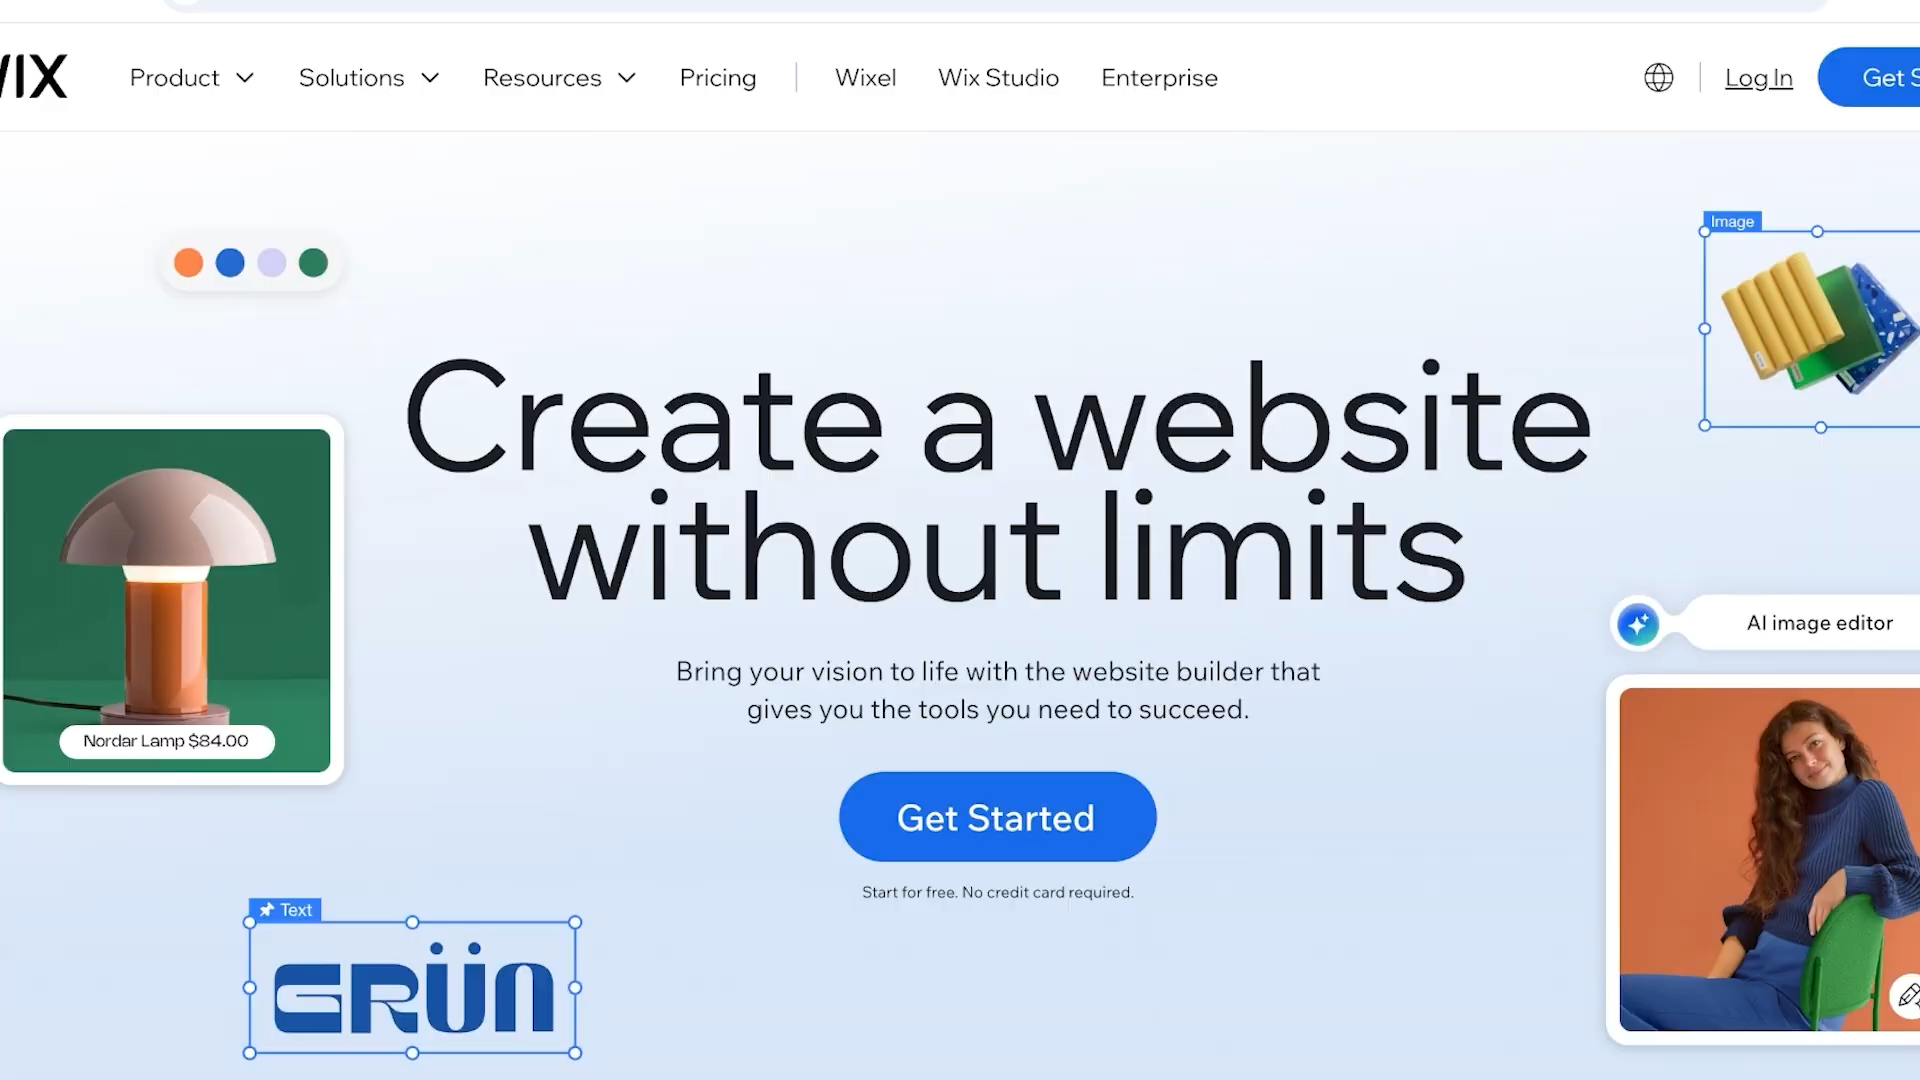 WIX
Product
Solutions
Resources
Pricing
Wixel
Wix Studio
Enterprise
Log In
Get S
Image
Create a website
without limits
AI image editor
Bring your vision to life with the website builder that
gives you the tools you need to succeed.
Nordar Lamp $84.00
Get Started
Start for free. No credit card required.
Text
GRÜN